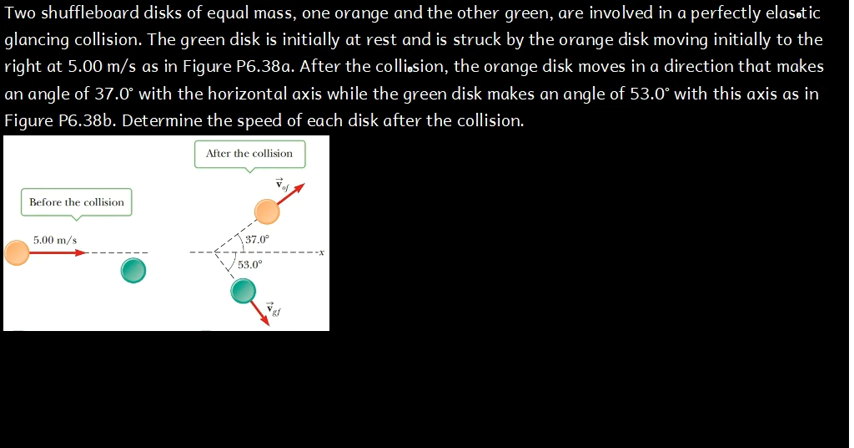 Two shuffleboard disks of equal mass, one orange and the other green, are involved in a perfectly elastic
glancing collision. The green disk is initially at rest and is struck by the orange disk moving initially to the
right at 5.00 m/s as in Figure P6.38a. After the collision, the orange disk moves in a direction that makes
an angle of 37.0° with the horizontal axis while the green disk makes an angle of 53.0° with this axis as in
Figure P6.38b. Determine the speed of each disk after the collision.
After the collision
v⃗of
Before the collision
5.00 m/s
37.0°
x
53.0°
v⃗gf